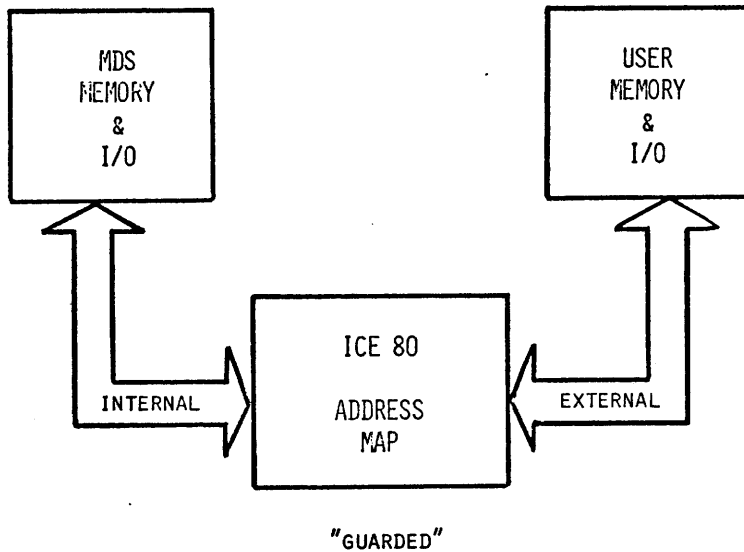 MDS
MEMORY
&
I/O
USER
MEMORY
&
I/O
ICE 80
ADDRESS
MAP
INTERNAL
EXTERNAL
"GUARDED"